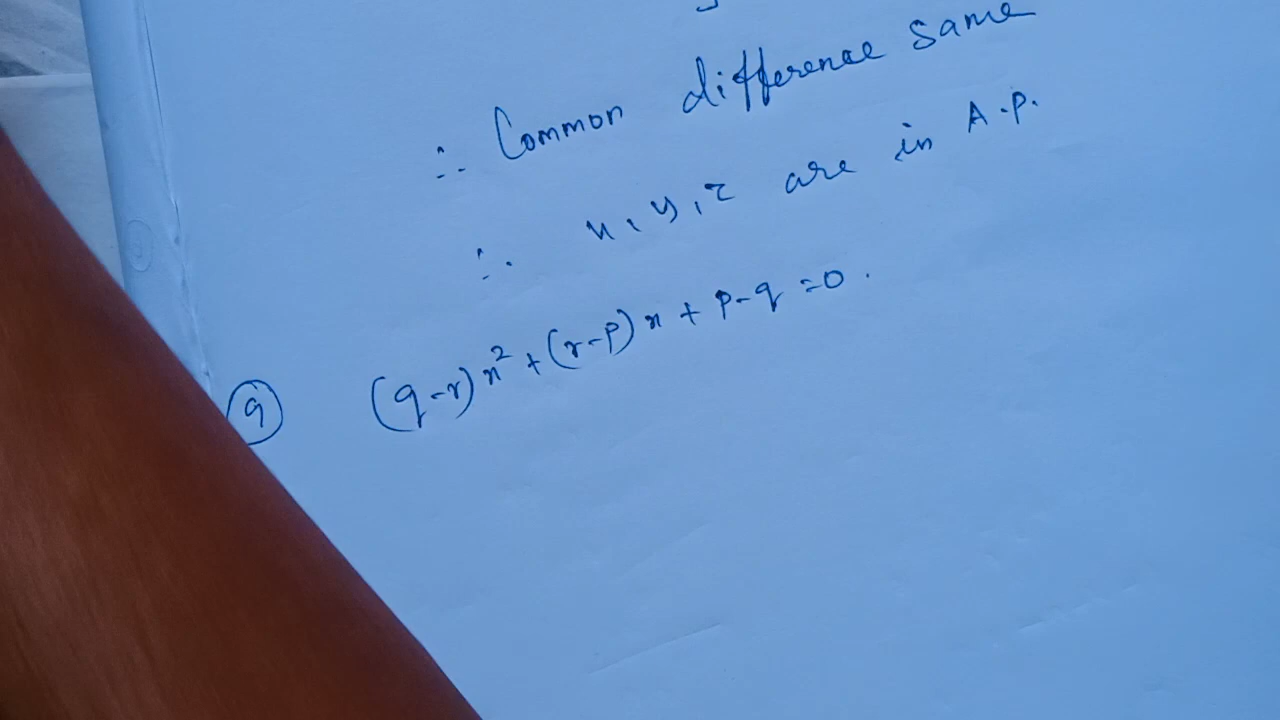 ∴ Common difference same
∴ x, y, z are in A.P.
(9) (q-r)x²+(r-p)x + p-q =0.